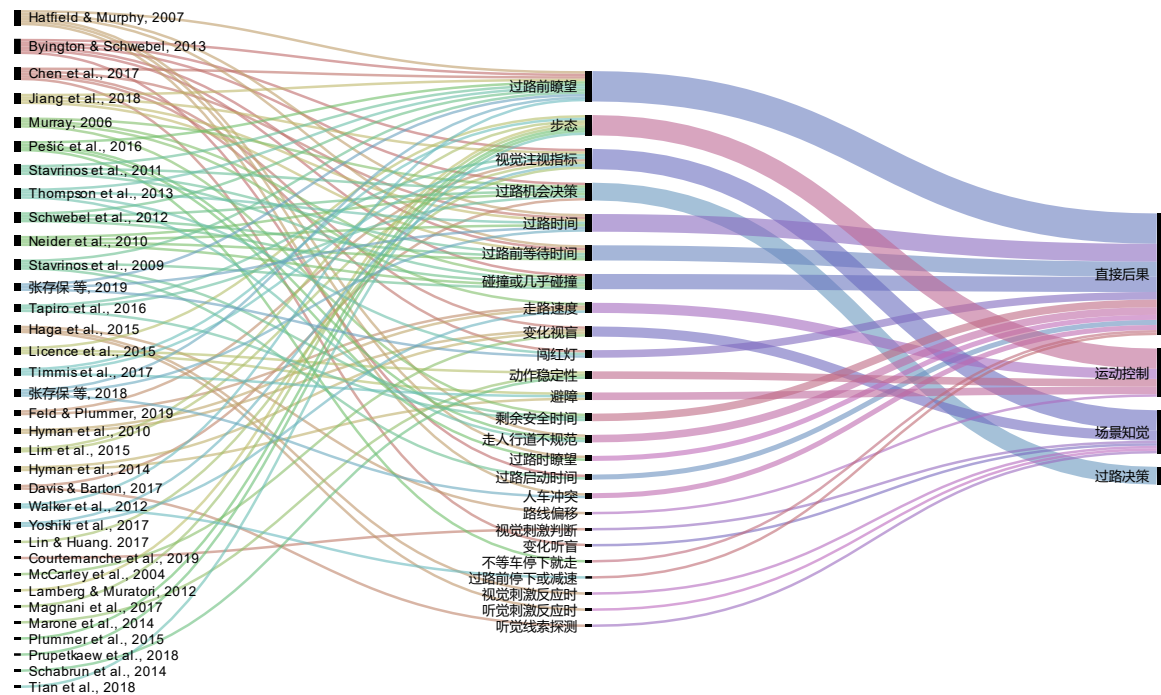 Hatfield & Murphy, 2007
Byington & Schwebel, 2013
Chen et al., 2017
Jiang et al., 2018
Murray, 2006
Pešić et al., 2016
Stavrinos et al., 2011
Thompson et al., 2013
Schwebel et al., 2012
Neider et al., 2010
Stavrinos et al., 2009
张存保 等, 2019
Tapiro et al., 2016
Haga et al., 2015
Licence et al., 2015
Timmis et al., 2017
张存保 等, 2018
Feld & Plummer, 2019
Hyman et al., 2010
Lim et al., 2015
Hyman et al., 2014
Davis & Barton, 2017
Walker et al., 2012
Yoshiki et al., 2017
Lin & Huang. 2017
Courtemanche et al., 2019
McCarley et al., 2004
Lamberg & Muratori, 2012
Magnani et al., 2017
Marone et al., 2014
Plummer et al., 2015
Prupetkaew et al., 2018
Schabrun et al., 2014
Tian et al., 2018
过路前瞭望
步态
视觉注视指标
过路机会决策
过路时间
过路前等待时间
碰撞或几乎碰撞
走路速度
变化视盲
闯红灯
动作稳定性
避障
剩余安全时间
走人行道不规范
过路时瞭望
过路启动时间
人车冲突
路线偏移
视觉刺激判断
变化听盲
不等车停下就走
过路前停下或减速
视觉刺激反应时
听觉刺激反应时
听觉线索探测
直接后果
运动控制
场景知觉
过路决策